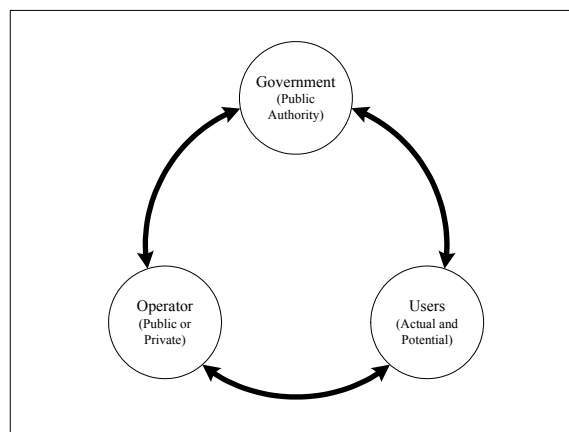 Government
(Public
Authority)
Operator
(Public or
Private)
Users
(Actual and
Potential)